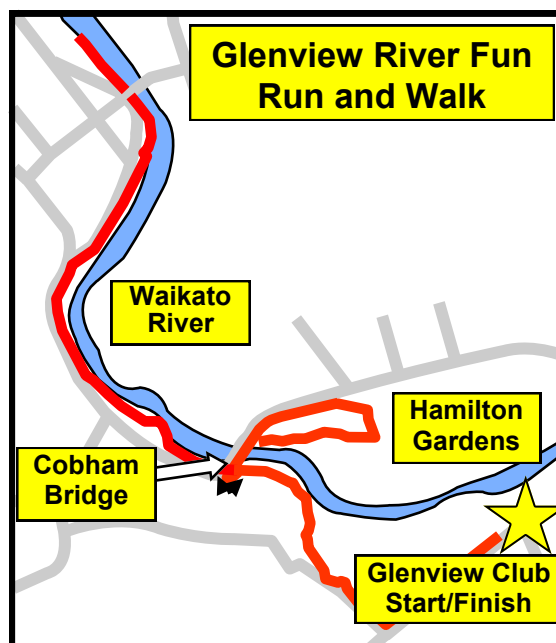 Glenview River Fun
Run and Walk
Waikato
River
Hamilton
Gardens
Cobham
Bridge
Glenview Club
Start/Finish